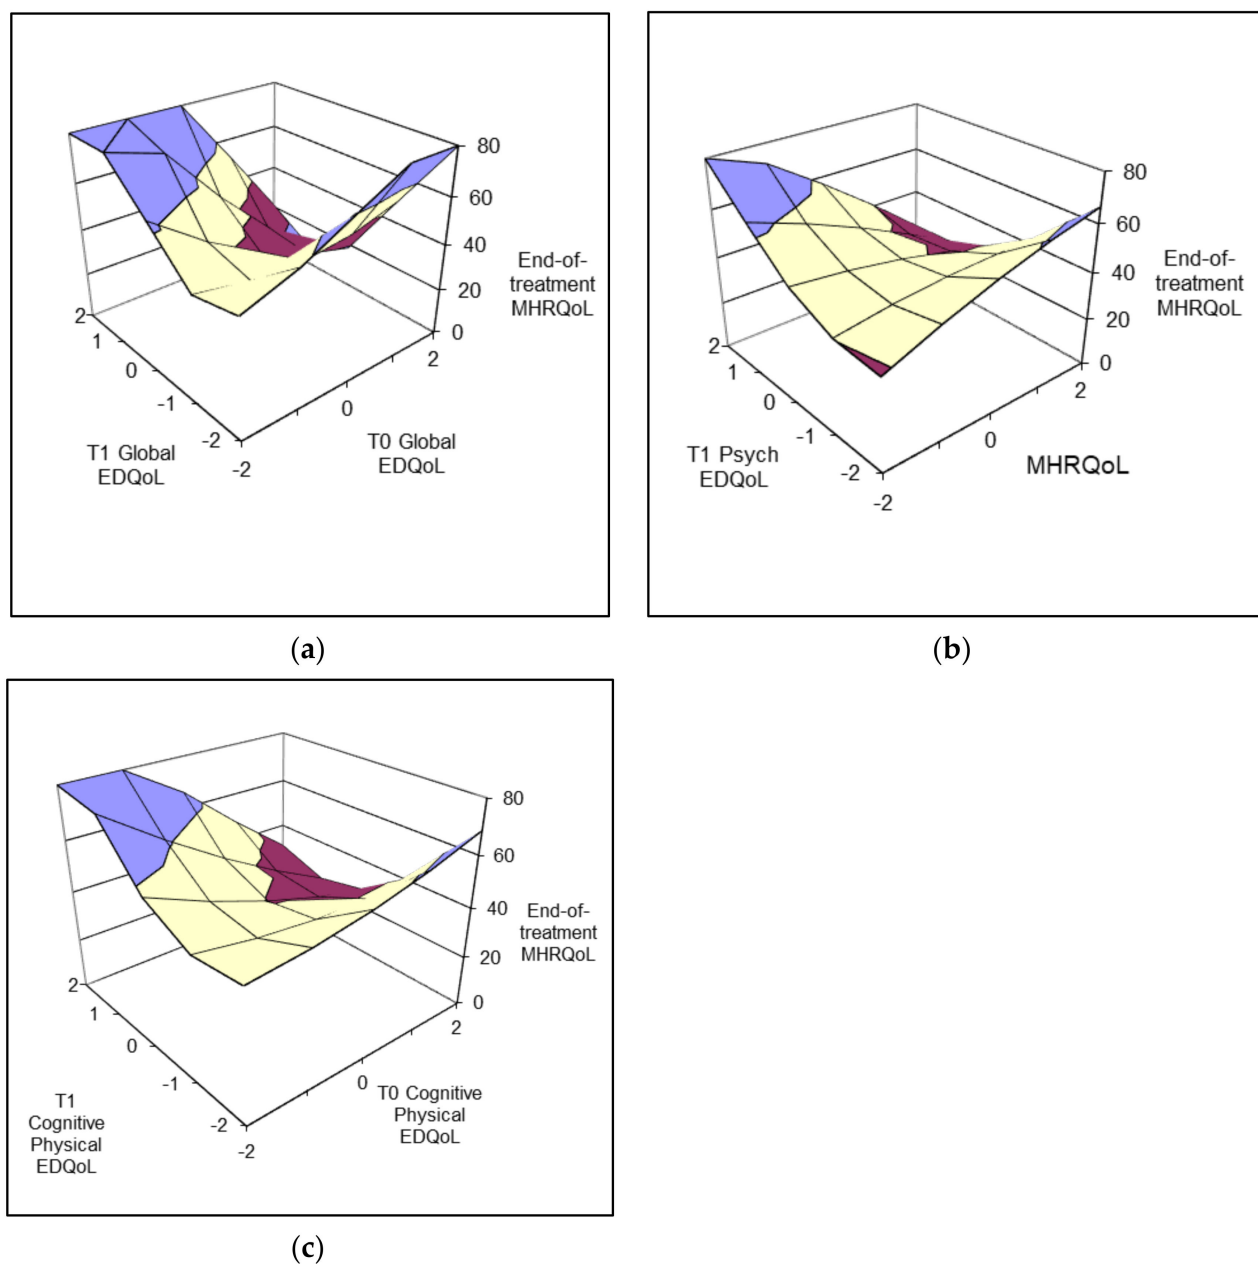 80
60
40
20
0
End-of-
treatment
MHRQoL
2
1
0
-1
-2
T1 Global
EDQoL
-2
0
2
T0 Global
EDQoL
(a)
80
60
40
20
0
End-of-
treatment
MHRQoL
2
1
0
-1
-2
T1 Psych
EDQoL
-2
0
2
MHRQoL
(b)
80
60
40
20
0
End-of-
treatment
MHRQoL
2
1
0
-1
-2
T1
Cognitive
Physical
EDQoL
-2
0
2
T0 Cognitive
Physical
EDQoL
(c)